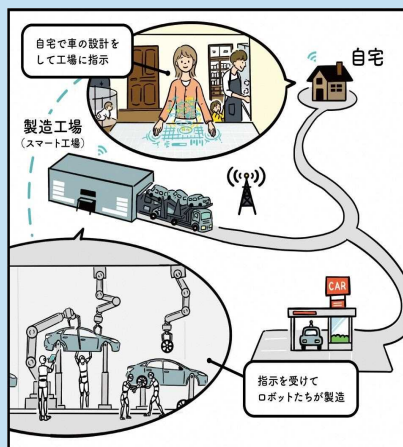 自宅で車の設計を
して工場に指示
自宅
製造工場
（スマート工場）
CAR
指示を受けて
ロボットたちが製造